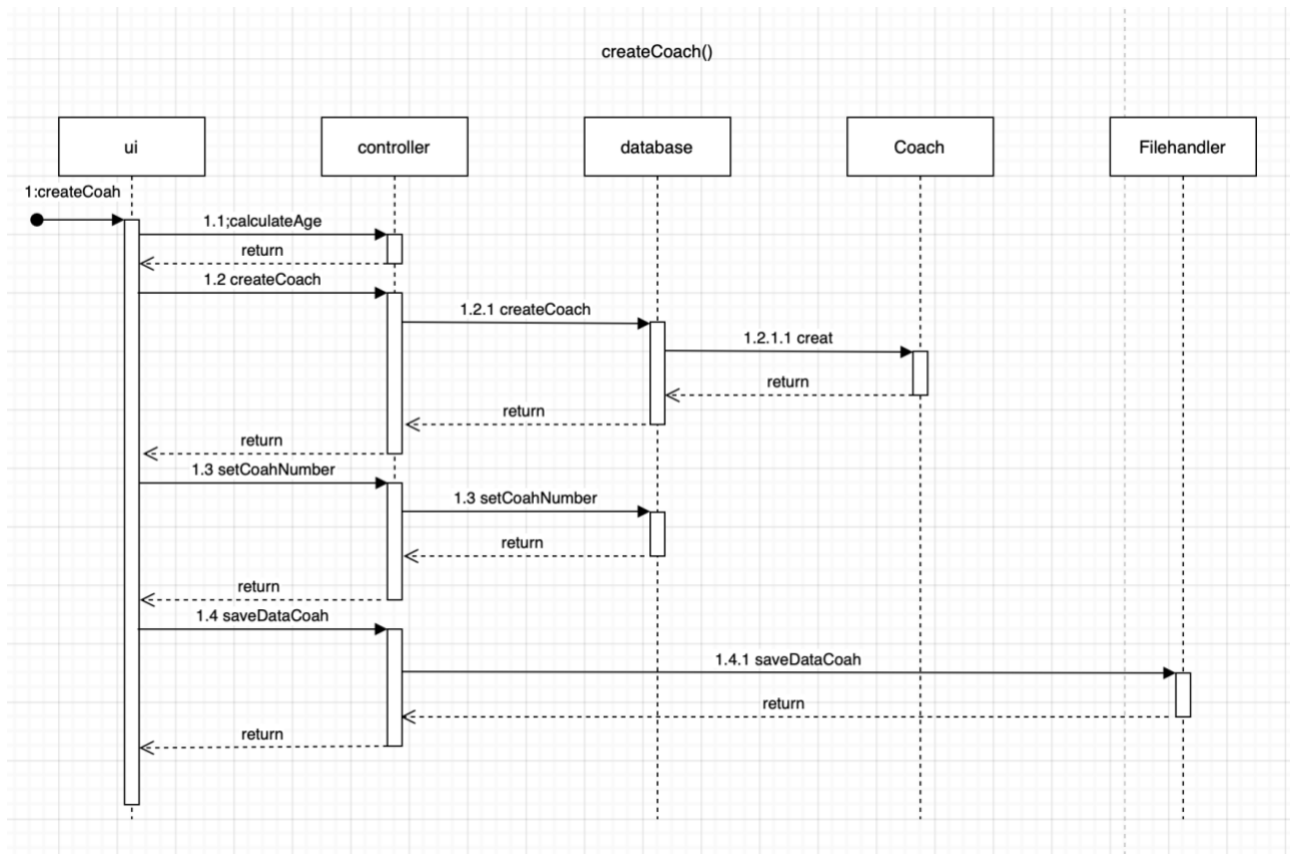 createCoach()
ui
controller
database
Coach
Filehandler
1:createCoah
1.1;calculateAge
return
1.2 createCoach
1.2.1 createCoach
1.2.1.1 creat
return
return
return
1.3 setCoahNumber
1.3 setCoahNumber
return
return
1.4 saveDataCoah
1.4.1 saveDataCoah
return
return